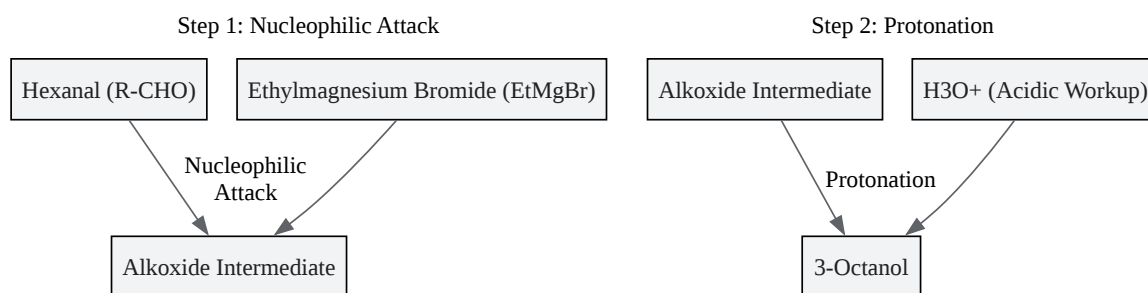 Step 1: Nucleophilic Attack
Hexanal (R-CHO)
Ethylmagnesium Bromide (EtMgBr)
Nucleophilic
Attack
Alkoxide Intermediate
Step 2: Protonation
Alkoxide Intermediate
H3O+ (Acidic Workup)
Protonation
3-Octanol